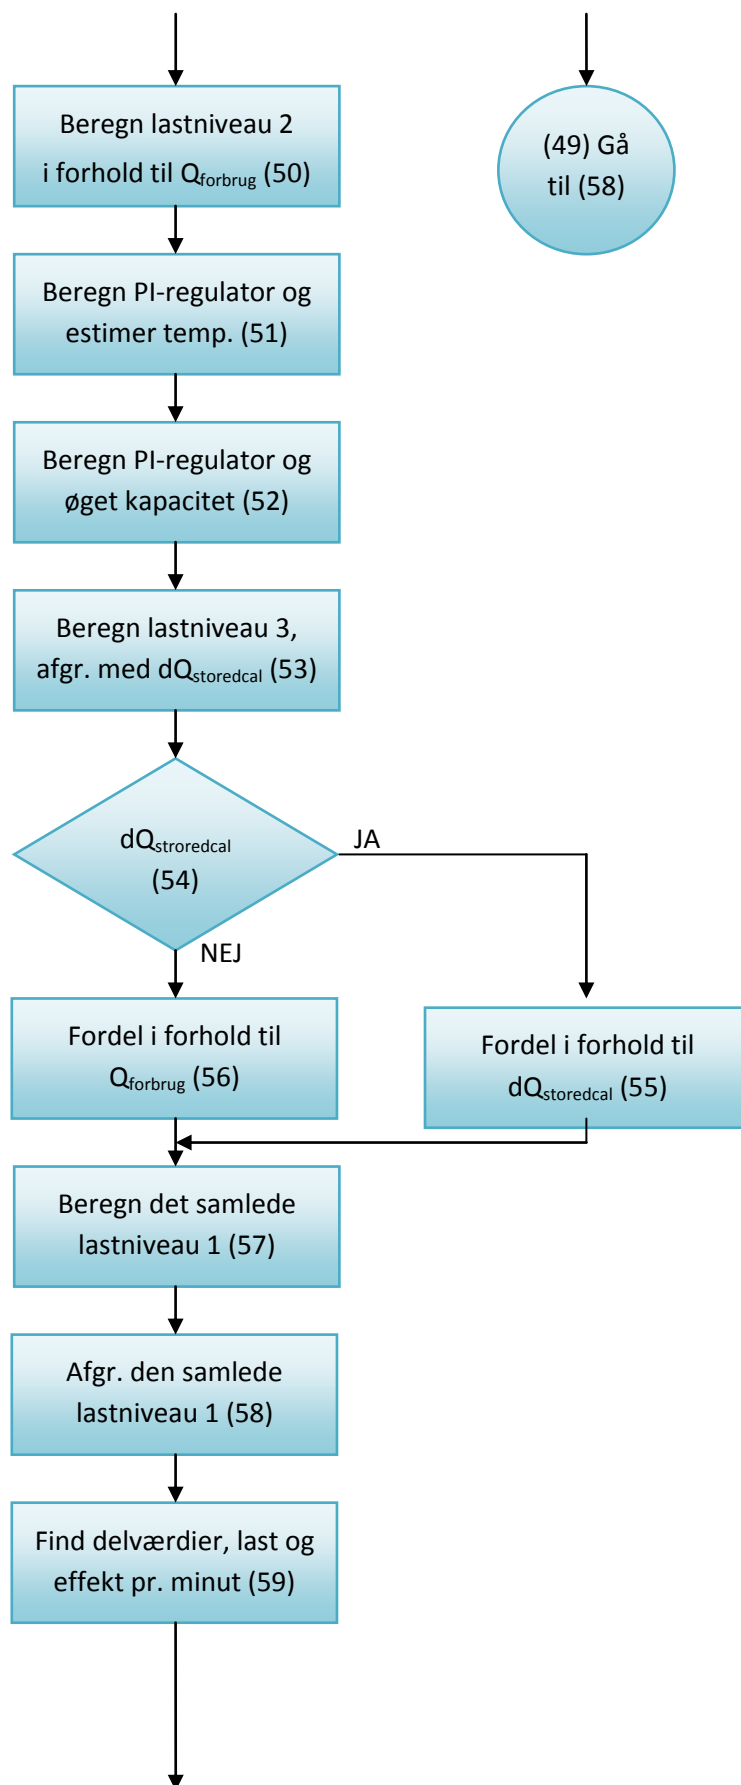 Beregn lastniveau 2
i forhold til Qforbrug (50)
(49) Gå
til (58)
Beregn PI-regulator og
estimer temp. (51)
Beregn PI-regulator og
øget kapacitet (52)
Beregn lastniveau 3,
afgr. med dQstoredcal (53)
dQstroredcal
(54)
JA
NEJ
Fordel i forhold til
Qforbrug (56)
Fordel i forhold til
dQstoredcal (55)
Beregn det samlede
lastniveau 1 (57)
Afgr. den samlede
lastniveau 1 (58)
Find delværdier, last og
effekt pr. minut (59)